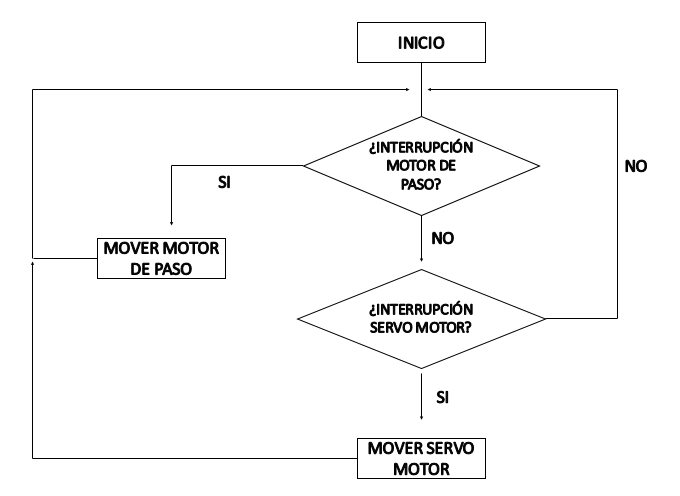 INICIO
¿INTERRUPCIÓN
MOTOR DE
PASO?
NO
SI
NO
MOVER MOTOR
DE PASO
¿INTERRUPCIÓN
SERVO MOTOR?
SI
MOVER SERVO
MOTOR